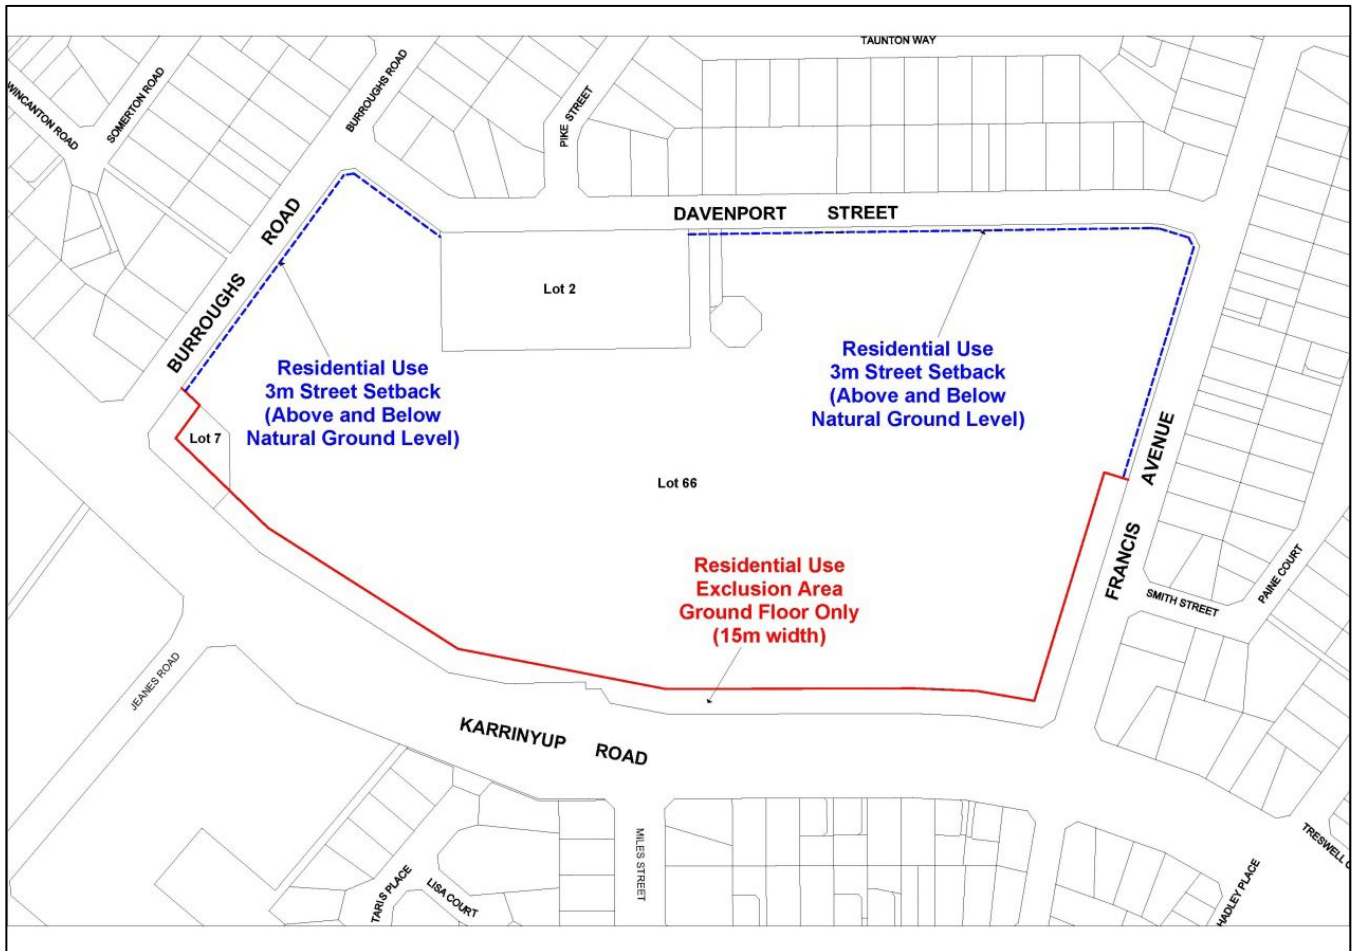 TAUNTON WAY
WINCANTON ROAD
SOMERTON ROAD
BURROUGHS ROAD
PIKE STREET
DAVENPORT STREET
BURROUGHS ROAD
Lot 2
Residential Use
3m Street Setback
(Above and Below
Natural Ground Level)
Residential Use
3m Street Setback
(Above and Below
Natural Ground Level)
Lot 7
Lot 66
FRANCIS AVENUE
Residential Use
Exclusion Area
Ground Floor Only
(15m width)
SMITH STREET
PAINE COURT
JEANES ROAD
KARRINYUP ROAD
MILES STREET
TARIS PLACE
LISA COURT
HADLEY PLACE
TRESWELL